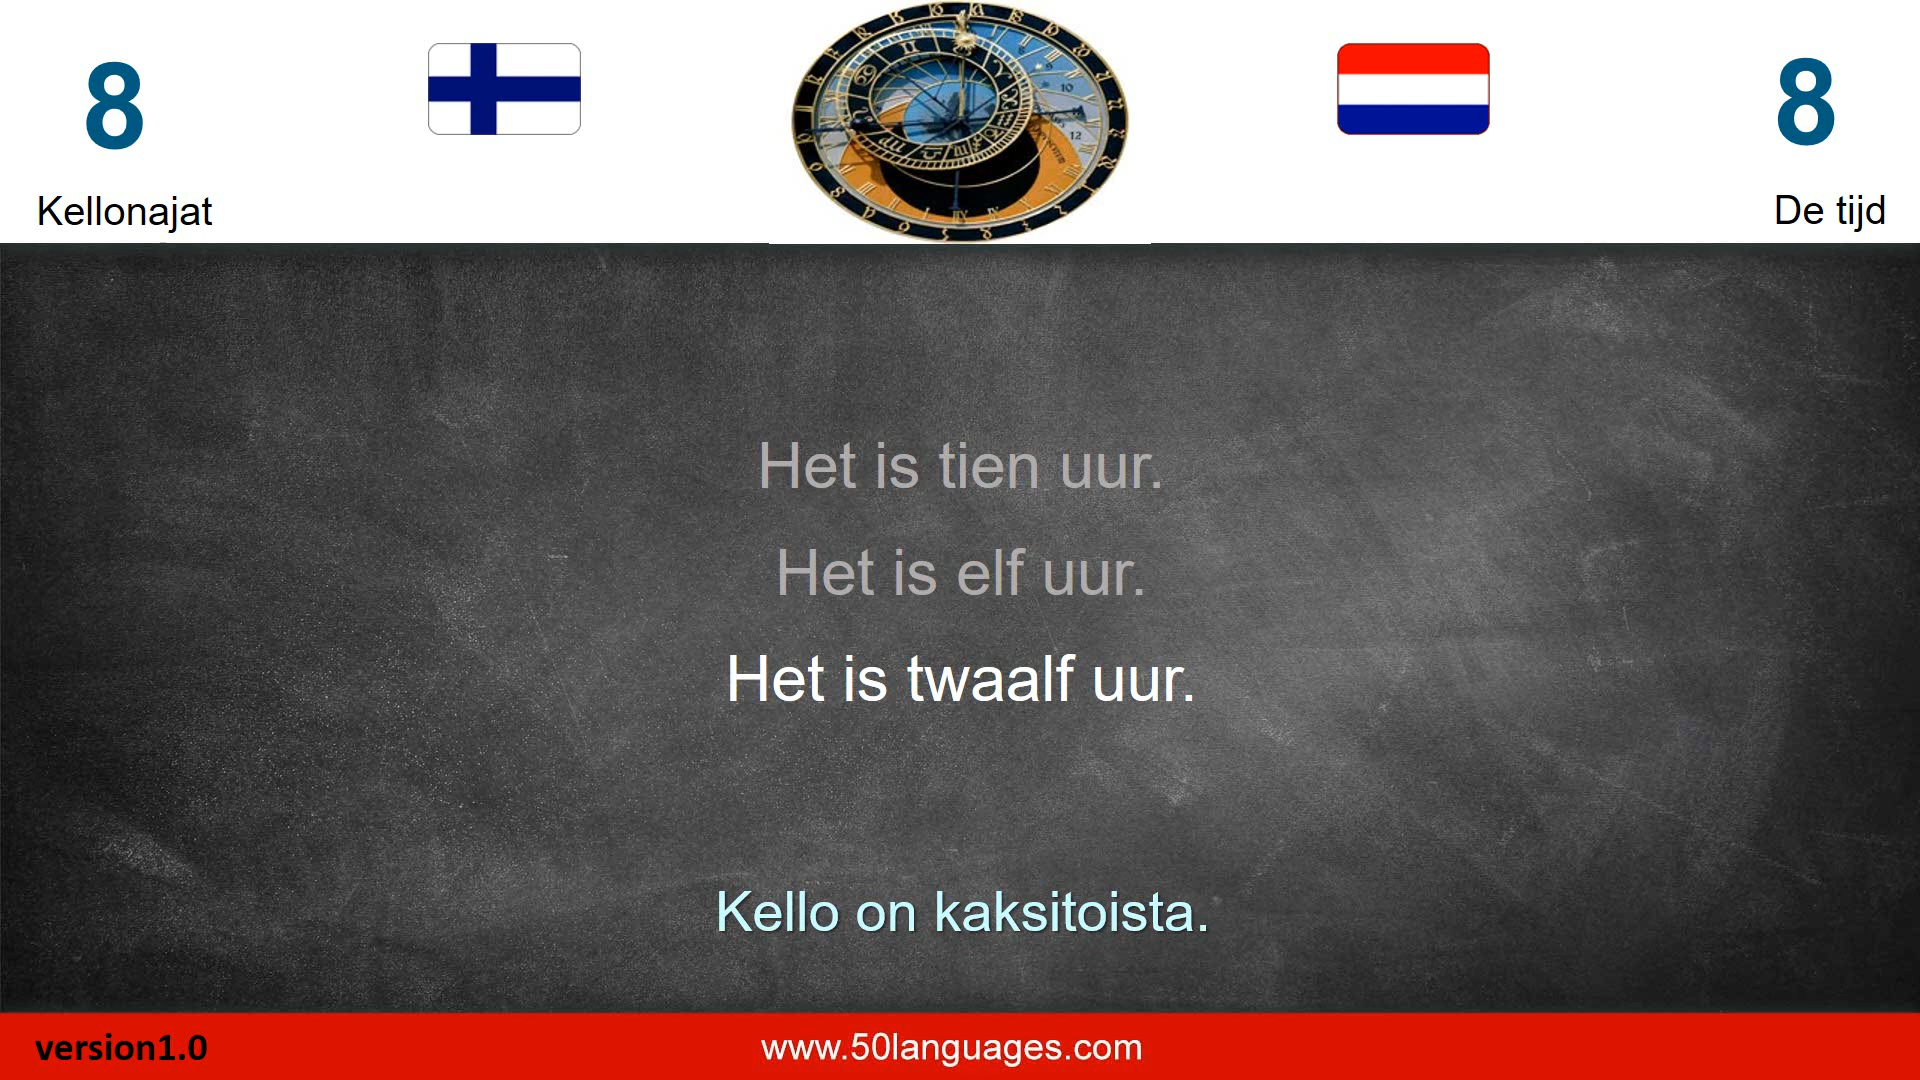 8
8
Kellonajat
De tijd
Het is tien uur.
Het is elf uur.
Het is twaalf uur.
Kello on kaksitoista.
version1.0
www.50languages.com